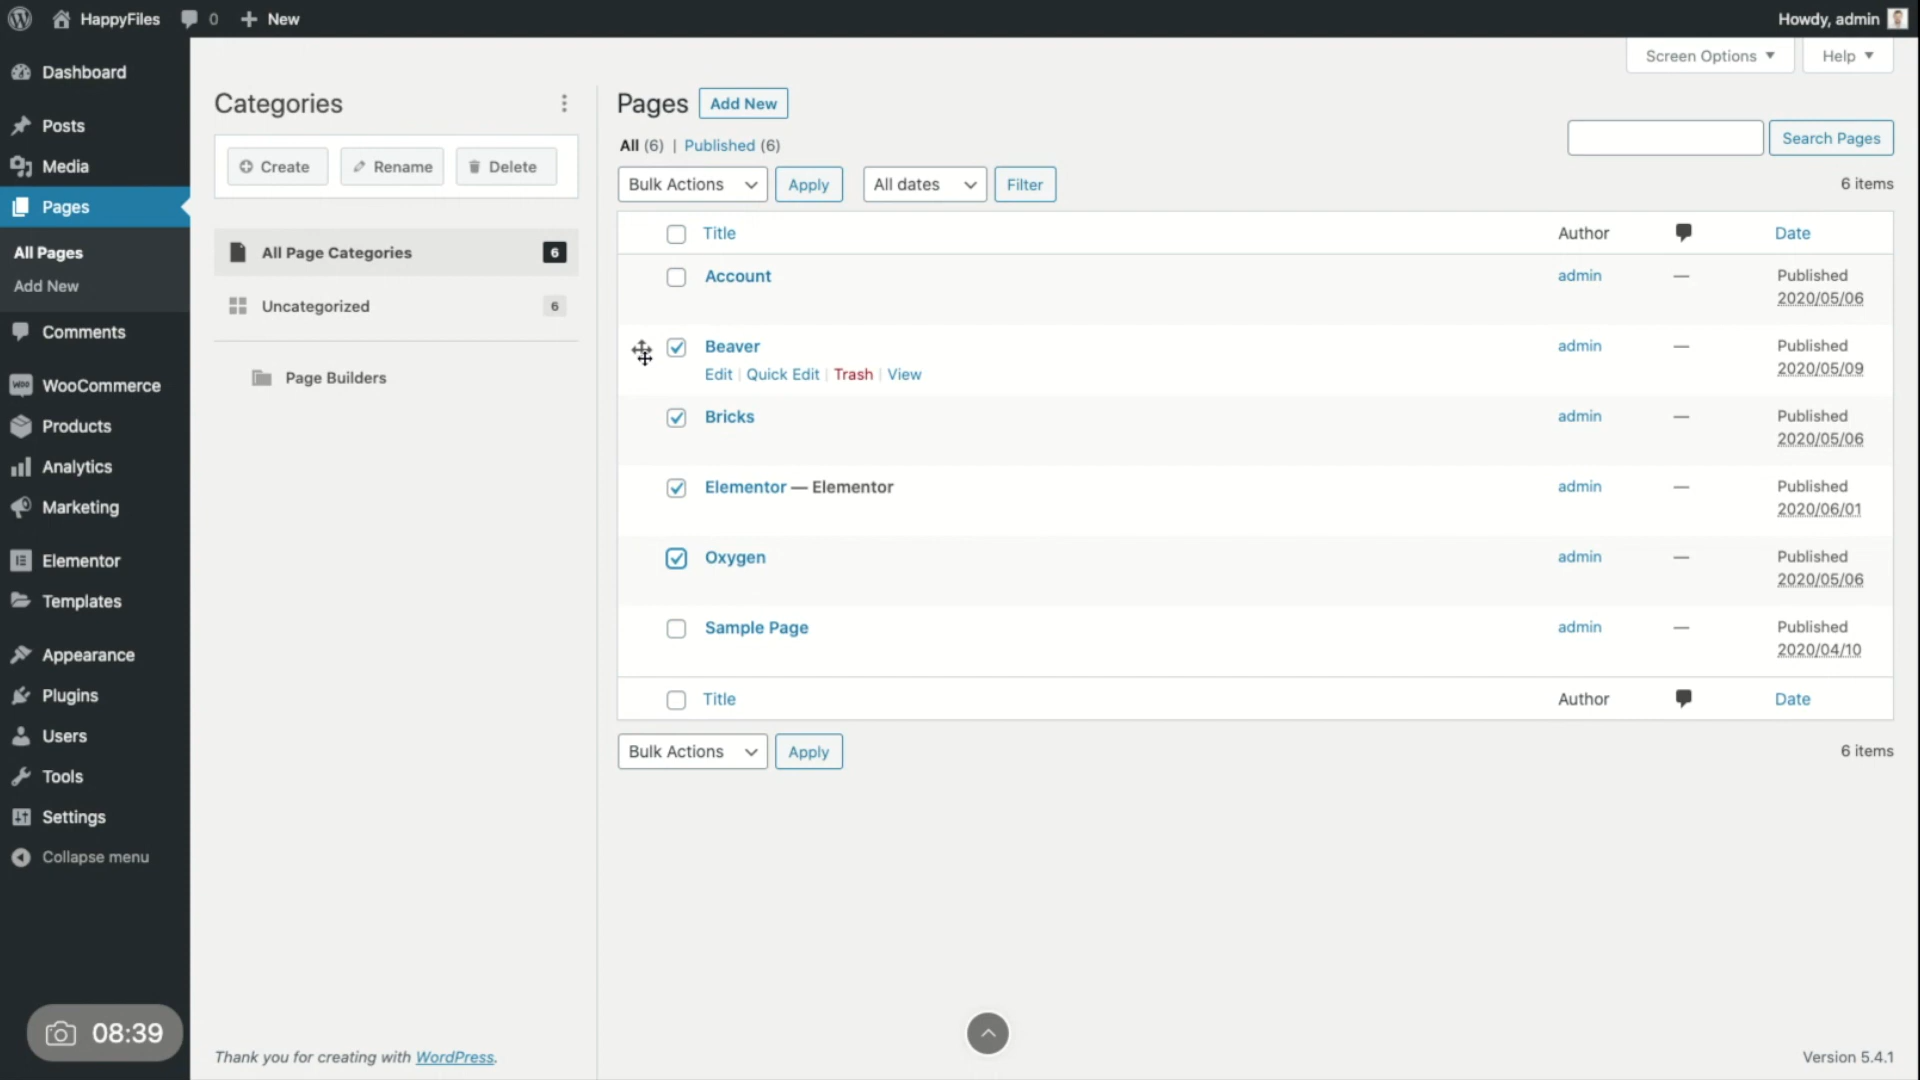 HappyFiles 0 New Howdy, admin
Screen Options Help
Dashboard
Posts
Media
Pages
All Pages
Add New
Comments
WooCommerce
Products
Analytics
Marketing
Elementor
Templates
Appearance
Plugins
Users
Tools
Settings
Collapse menu
08:39
Categories
Create Rename Delete
All Page Categories 6
Uncategorized 6
Page Builders
Pages Add New
All (6) | Published (6)
Search Pages
Bulk Actions Apply All dates Filter 6 items
Title Author Date
Account admin — Published
2020/05/06
Beaver admin — Published
Edit | Quick Edit | Trash | View 2020/05/09
Bricks admin — Published
2020/05/06
Elementor — Elementor admin — Published
2020/06/01
Oxygen admin — Published
2020/05/06
Sample Page admin — Published
2020/04/10
Title Author Date
Bulk Actions Apply 6 items
Thank you for creating with WordPress. Version 5.4.1